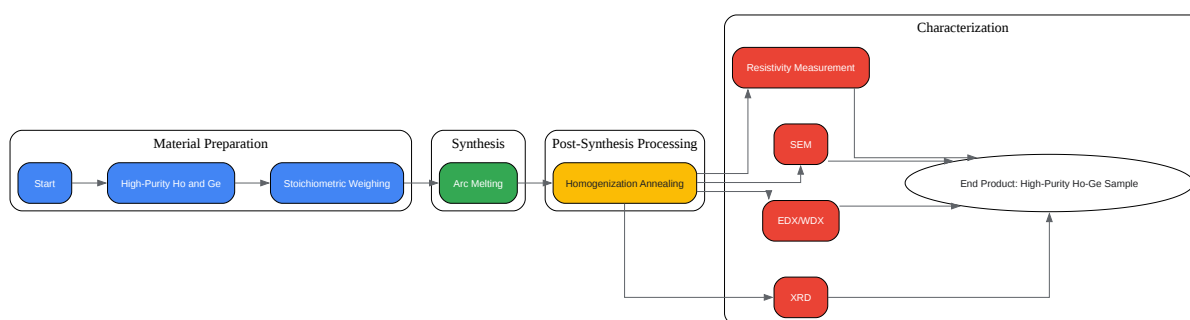 Characterization
Resistivity Measurement
Material Preparation
Synthesis
Post-Synthesis Processing
SEM
Start
High-Purity Ho and Ge
Stoichiometric Weighing
Arc Melting
Homogenization Annealing
End Product: High-Purity Ho-Ge Sample
EDX/WDX
XRD